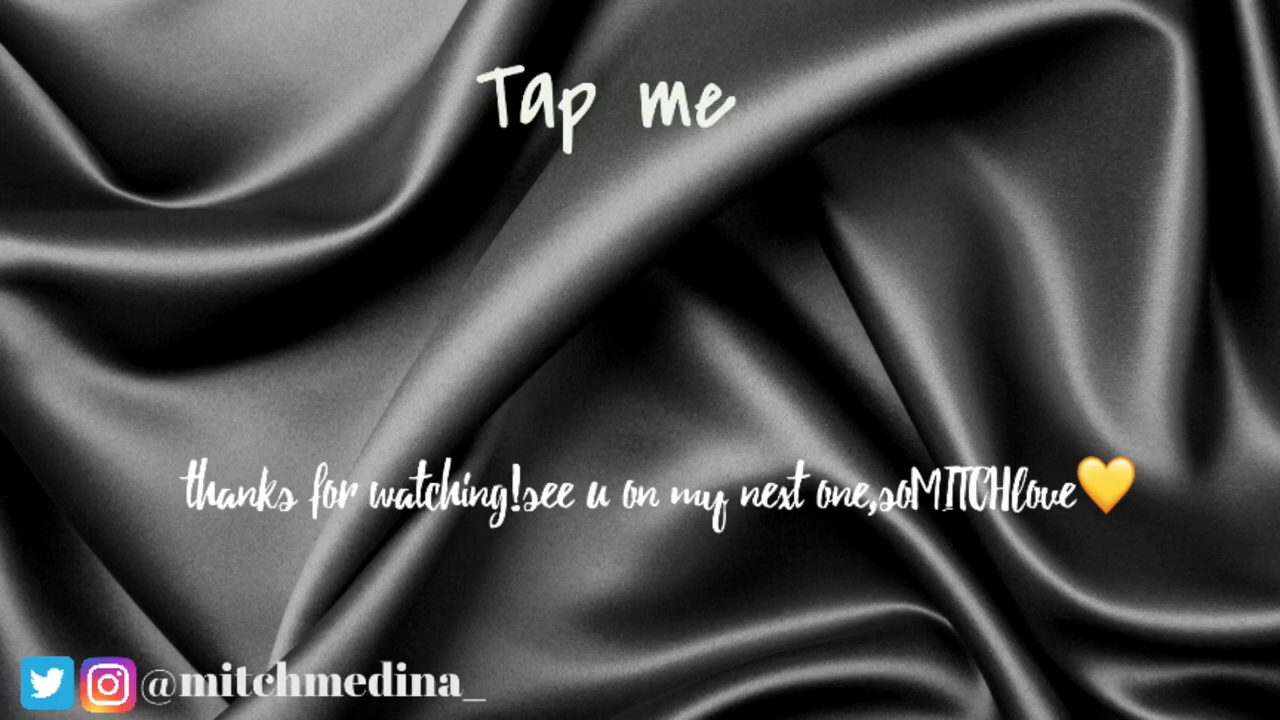 Tap me
thanks for watching!see u on my next one,soMITCHlove💛
@mitchmedina_